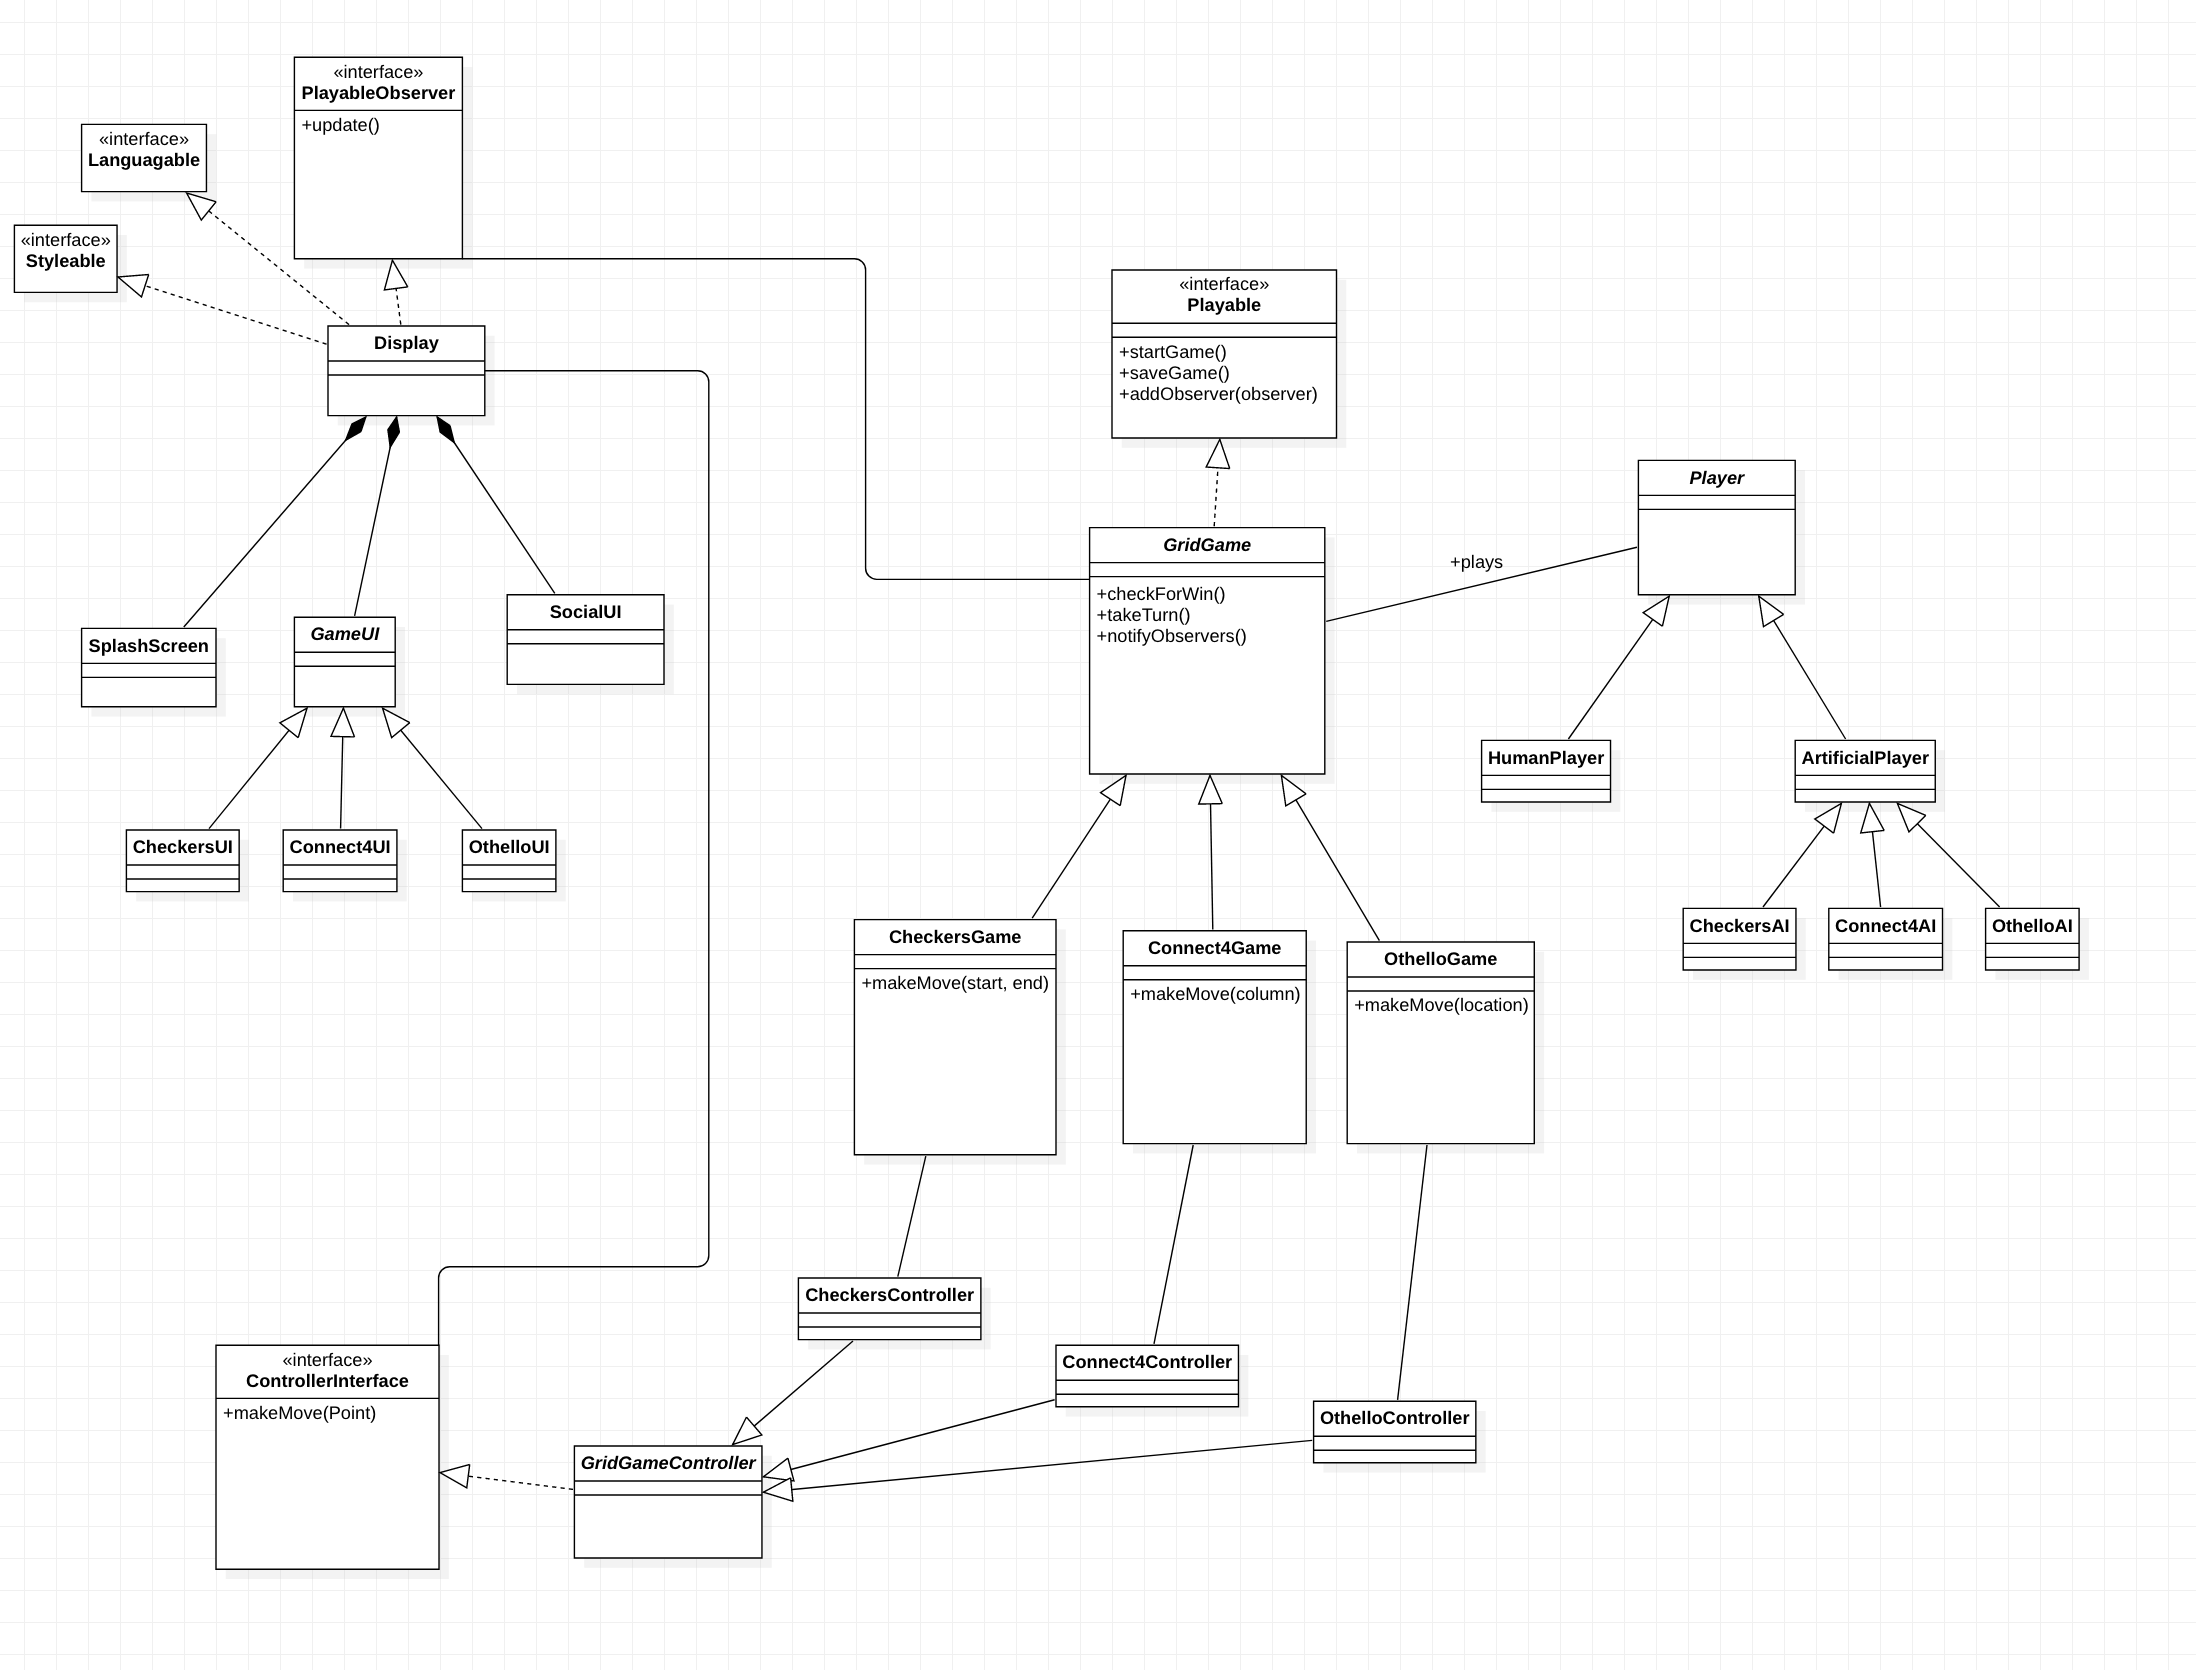 «interface»
PlayableObserver
+update()
«interface»
Languagable
«interface»
Styleable
Display
«interface»
Playable
+startGame()
+saveGame()
+addObserver(observer)
Player
GridGame
+checkForWin()
+takeTurn()
+notifyObservers()
+plays
SplashScreen
GameUI
SocialUI
HumanPlayer
ArtificialPlayer
CheckersUI
Connect4UI
OthelloUI
CheckersAI
Connect4AI
OthelloAI
CheckersGame
+makeMove(start, end)
Connect4Game
+makeMove(column)
OthelloGame
+makeMove(location)
CheckersController
«interface»
ControllerInterface
+makeMove(Point)
Connect4Controller
OthelloController
GridGameController